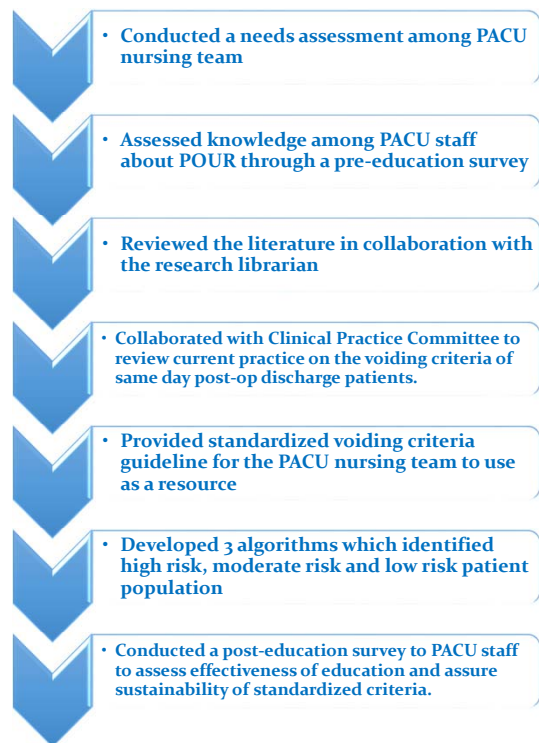 • Conducted a needs assessment among PACU
nursing team
• Assessed knowledge among PACU staff
about POUR through a pre-education survey
• Reviewed the literature in collaboration with
the research librarian
• Collaborated with Clinical Practice Committee to
review current practice on the voiding criteria of
same day post-op discharge patients.
• Provided standardized voiding criteria
guideline for the PACU nursing team to use
as a resource
• Developed 3 algorithms which identified
high risk, moderate risk and low risk patient
population
• Conducted a post-education survey to PACU staff
to assess effectiveness of education and assure
sustainability of standardized criteria.